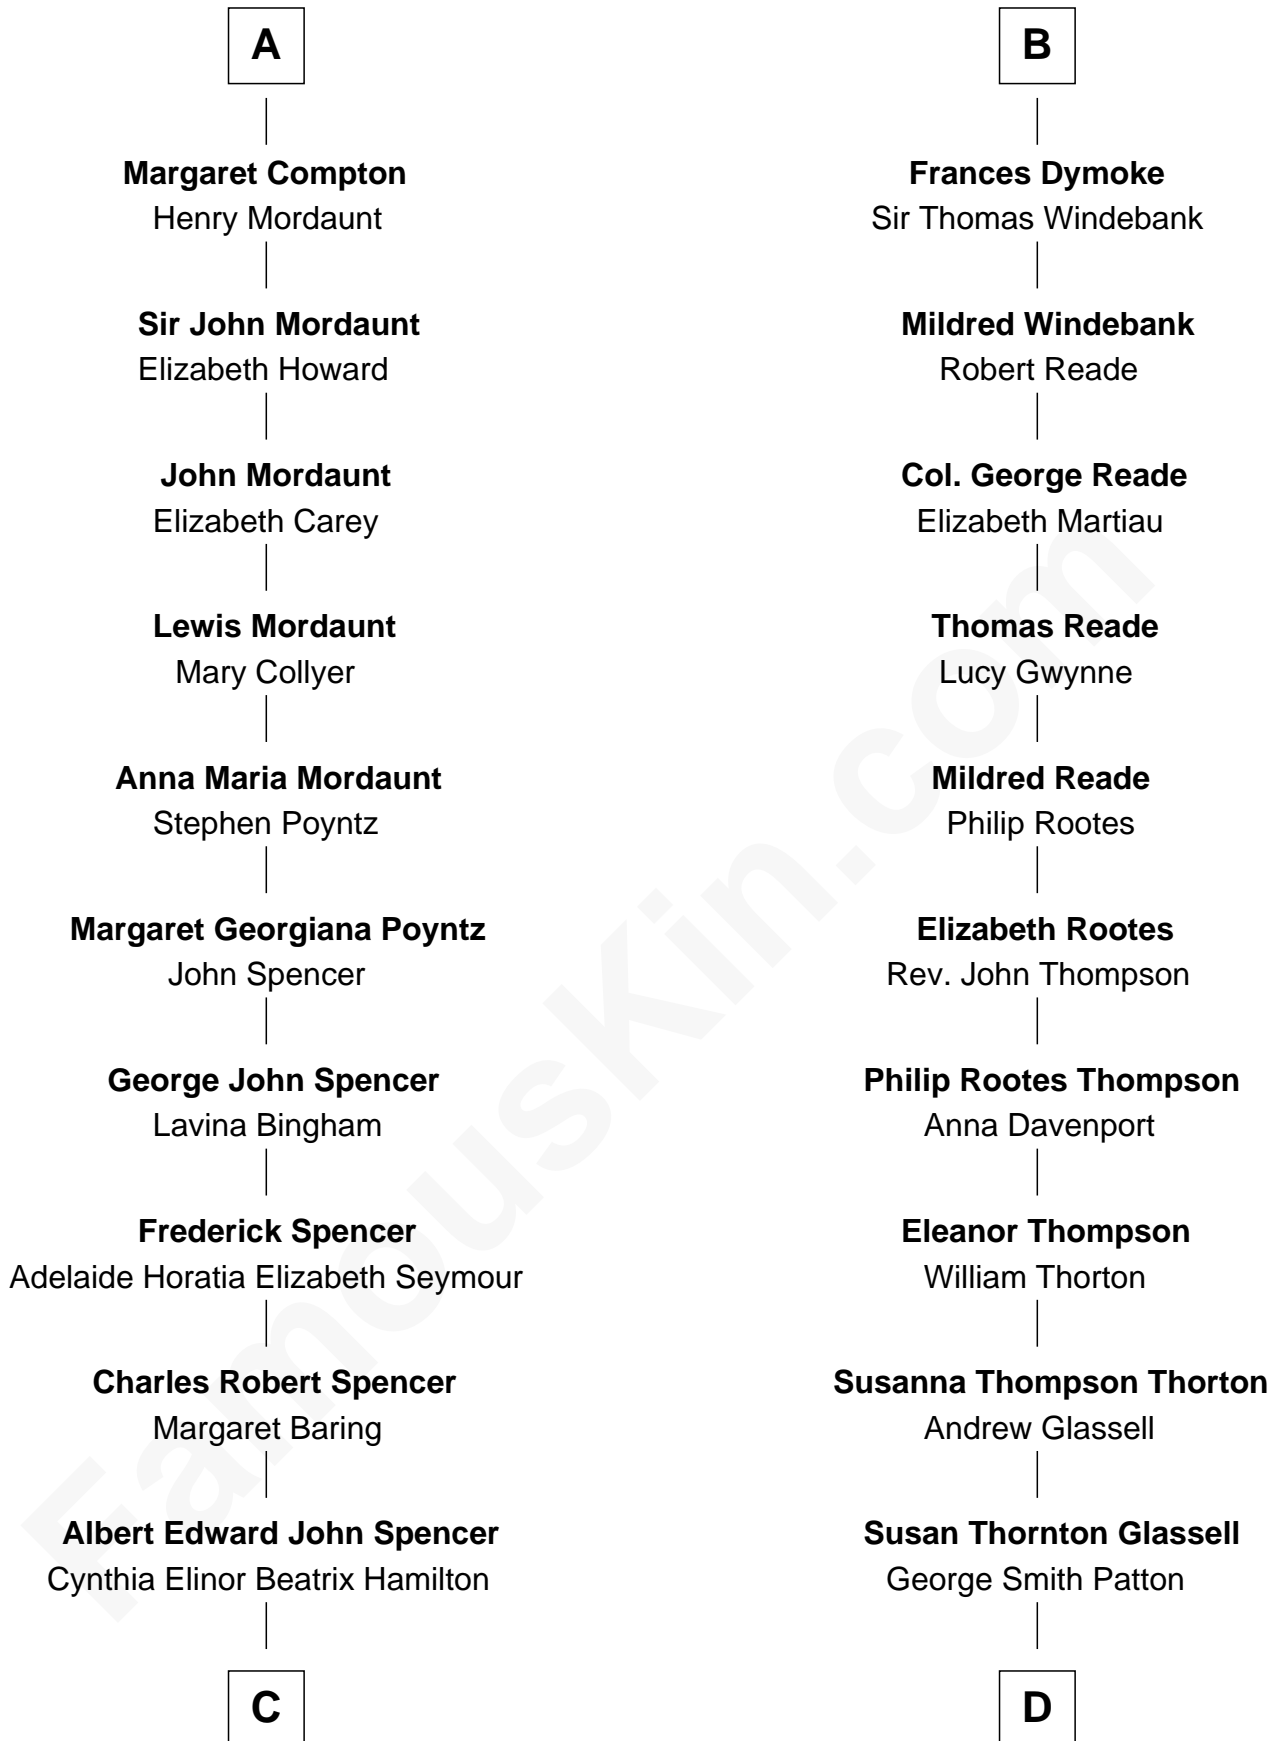 A
Margaret Compton
Henry Mordaunt
Sir John Mordaunt
Elizabeth Howard
John Mordaunt
Elizabeth Carey
Lewis Mordaunt
Mary Collyer
Anna Maria Mordaunt
Stephen Poyntz
Margaret Georgiana Poyntz
John Spencer
George John Spencer
Lavina Bingham
Frederick Spencer
Adelaide Horatia Elizabeth Seymour
Charles Robert Spencer
Margaret Baring
Albert Edward John Spencer
Cynthia Elinor Beatrix Hamilton
C
B
Frances Dymoke
Sir Thomas Windebank
Mildred Windebank
Robert Reade
Col. George Reade
Elizabeth Martiau
Thomas Reade
Lucy Gwynne
Mildred Reade
Philip Rootes
Elizabeth Rootes
Rev. John Thompson
Philip Rootes Thompson
Anna Davenport
Eleanor Thompson
William Thorton
Susanna Thompson Thorton
Andrew Glassell
Susan Thornton Glassell
George Smith Patton
D
FamousKin.com